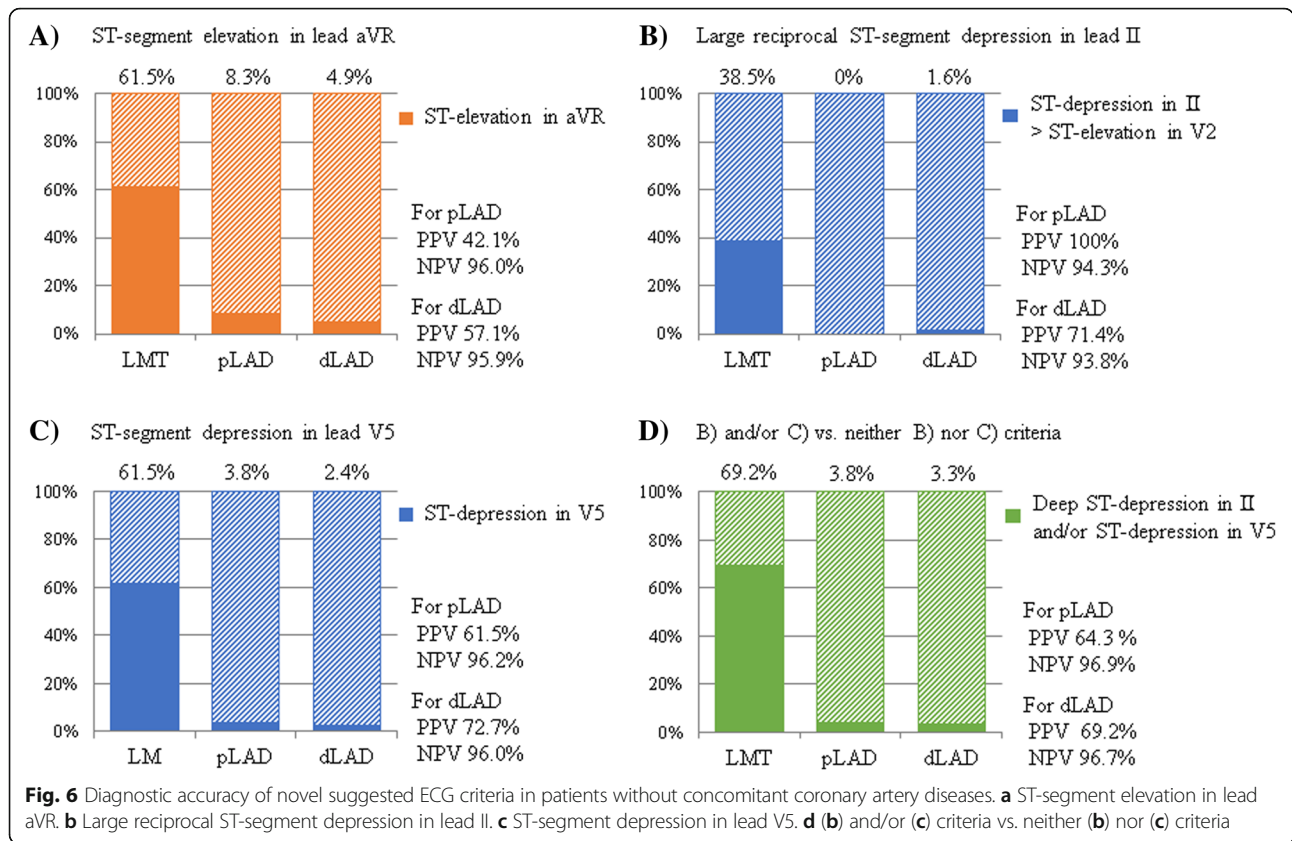 A) ST-segment elevation in lead aVR
61.5% 8.3% 4.9%
100%
80%
60%
40%
20%
0%
LMT pLAD dLAD
ST-elevation in aVR
For pLAD
PPV 42.1%
NPV 96.0%
For dLAD
PPV 57.1%
NPV 95.9%
B) Large reciprocal ST-segment depression in lead II
38.5% 0% 1.6%
100%
80%
60%
40%
20%
0%
LMT pLAD dLAD
ST-depression in II
> ST-elevation in V2
For pLAD
PPV 100%
NPV 94.3%
For dLAD
PPV 71.4%
NPV 93.8%
C) ST-segment depression in lead V5
61.5% 3.8% 2.4%
100%
80%
60%
40%
20%
0%
LM pLAD dLAD
ST-depression in V5
For pLAD
PPV 61.5%
NPV 96.2%
For dLAD
PPV 72.7%
NPV 96.0%
D) B) and/or C) vs. neither B) nor C) criteria
69.2% 3.8% 3.3%
100%
80%
60%
40%
20%
0%
LMT pLAD dLAD
Deep ST-depression in II
and/or ST-depression in V5
For pLAD
PPV 64.3 %
NPV 96.9%
For dLAD
PPV 69.2%
NPV 96.7%
Fig. 6 Diagnostic accuracy of novel suggested ECG criteria in patients without concomitant coronary artery diseases. a ST-segment elevation in lead
aVR. b Large reciprocal ST-segment depression in lead II. c ST-segment depression in lead V5. d (b) and/or (c) criteria vs. neither (b) nor (c) criteria